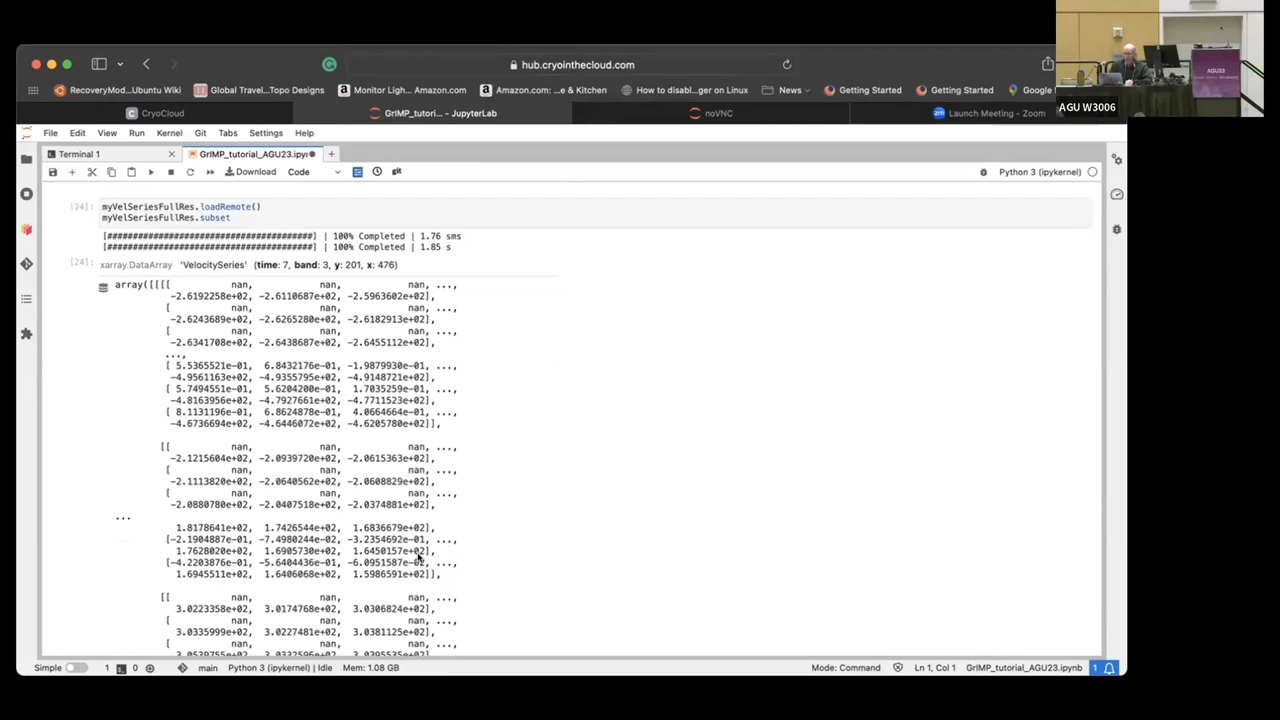 hub.cryointhecloud.com
RecoveryMod...Ubuntu Wiki
Global Travel...Topo Designs
Monitor Ligh... Amazon.com
Amazon.com: ...e & Kitchen
How to disabl...ger on Linux
News
Getting Started
Getting Started
Google
AGU23
AGU W3006
CryoCloud
GrIMP_tutori... - JupyterLab
noVNC
Launch Meeting - Zoom
File Edit View Run Kernel Git Tabs Settings Help
Terminal 1
GrIMP_tutorial_AGU23.ipyn
Download Code Python 3 (ipykernel)
[24]: myVelSeriesFullRes.loadRemote()
myVelSeriesFullRes.subset
[########################################] | 100% Completed | 1.76 sms
[########################################] | 100% Completed | 1.85 s
[24]: xarray.DataArray 'VelocitySeries' (time: 7, band: 3, y: 201, x: 476)
array([[[[ nan, nan, nan, ...,
-2.6192258e+02, -2.6110687e+02, -2.5963602e+02],
[ nan, nan, nan, ...,
-2.6243689e+02, -2.6265280e+02, -2.6182913e+02],
[ nan, nan, nan, ...,
-2.6341708e+02, -2.6438687e+02, -2.6455112e+02],
...,
[ 5.5365521e-01, 6.8432176e-01, -1.9879930e-01, ...,
-4.9561163e+02, -4.9355795e+02, -4.9148721e+02],
[ 5.7494551e-01, 5.6204200e-01, 1.7035259e-01, ...,
-4.8163956e+02, -4.7927661e+02, -4.7711523e+02],
[ 8.1131196e-01, 6.8624878e-01, 4.0664664e-01, ...,
-4.6736694e+02, -4.6446072e+02, -4.6205780e+02]],
[[ nan, nan, nan, ...,
-2.1215604e+02, -2.0939720e+02, -2.0615363e+02],
[ nan, nan, nan, ...,
-2.1113820e+02, -2.0640562e+02, -2.0608829e+02],
[ nan, nan, nan, ...,
-2.0880780e+02, -2.0407518e+02, -2.0374881e+02],
...
1.8178641e+02, 1.7426544e+02, 1.6836679e+02],
[-2.1904887e-01, -7.4980244e-02, -3.2354692e-01, ...,
1.7628020e+02, 1.6905730e+02, 1.6450157e+02],
[-4.2203876e-01, -5.6404436e-01, -6.0951587e-02, ...,
1.6945511e+02, 1.6406068e+02, 1.5986591e+02]],
[[ nan, nan, nan, ...,
3.0223358e+02, 3.0174768e+02, 3.0306824e+02],
[ nan, nan, nan, ...,
3.0335999e+02, 3.0227481e+02, 3.0381125e+02],
[ nan, nan, nan, ...,
Simple 1 0 main Python 3 (ipykernel) | Idle Mem: 1.08 GB Mode: Command Ln 1, Col 1 GrIMP_tutorial_AGU23.ipynb 1